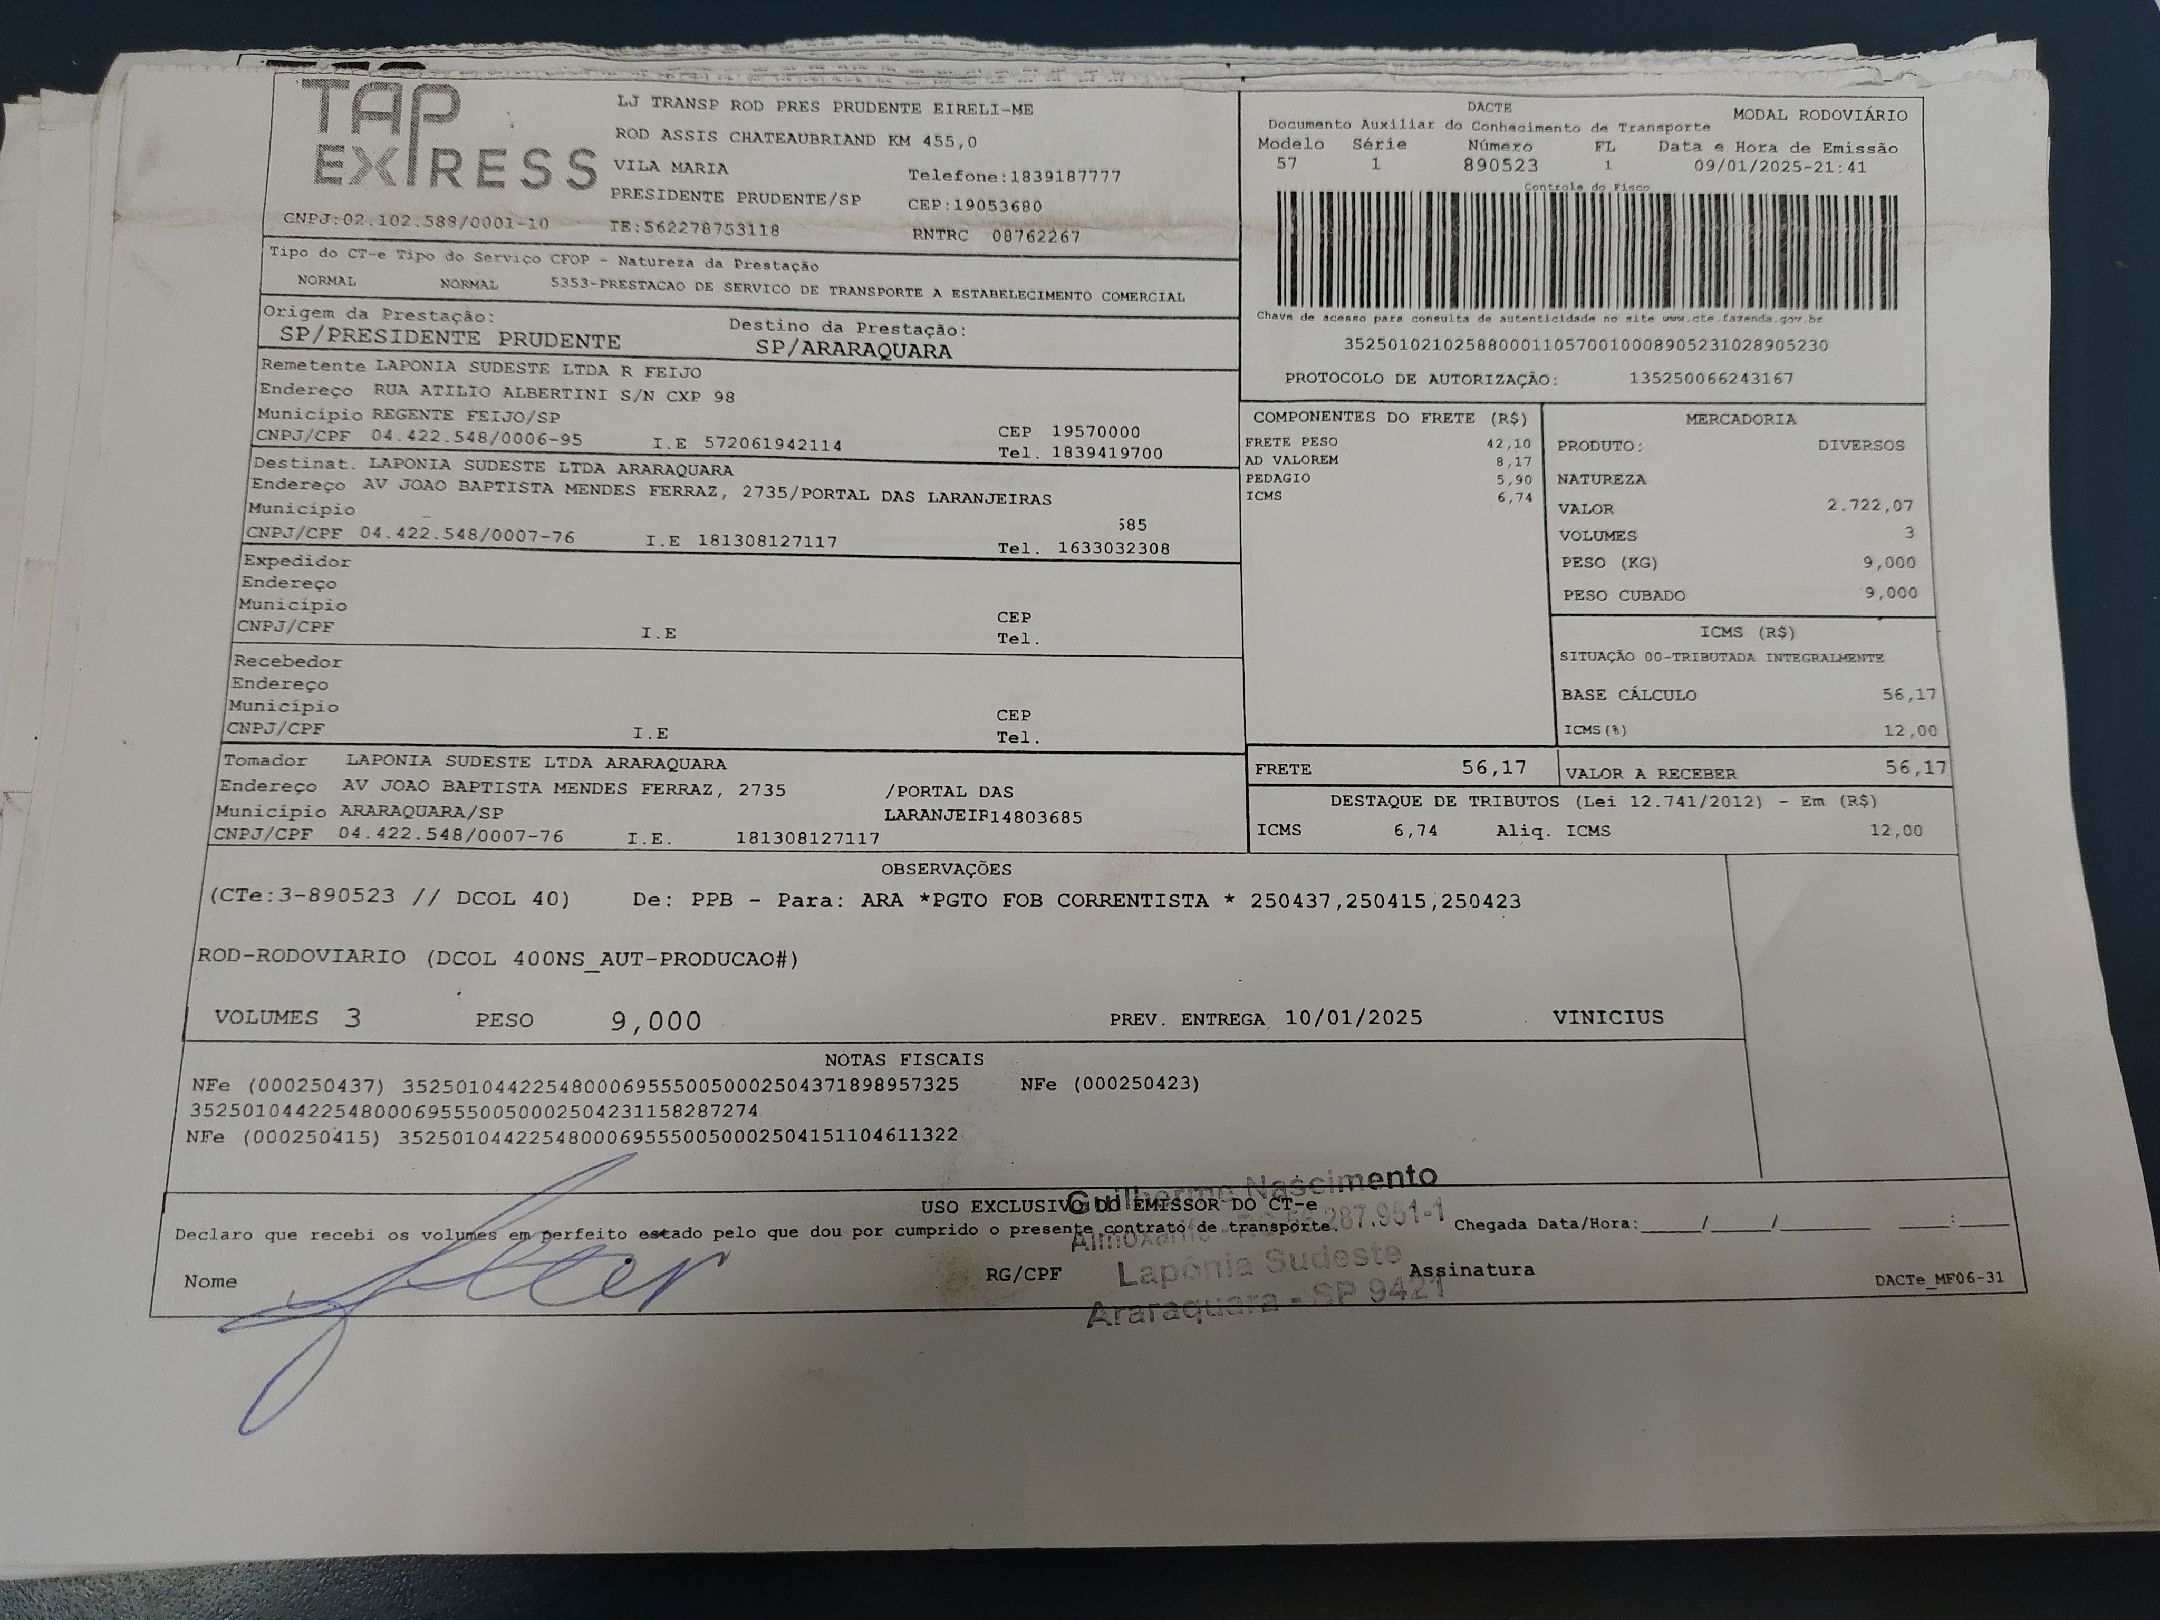 TAP EXPRESS
LJ TRANSP ROD PRES PRUDENTE EIRELI-ME
ROD ASSIS CHATEAUBRIAND KM 455,0
VILA MARIA Telefone:1839187777
PRESIDENTE PRUDENTE/SP CEP:19053680
CNPJ:02.102.588/0001-10 IE:562278753118 RNTRC 08762267
DACTE MODAL RODOVIÁRIO
Documento Auxiliar do Conhecimento de Transporte
Modelo Série Número FL Data e Hora de Emissão
57 1 890523 1 09/01/2025-21:41
Controle do Fisco
Chave de acesso para consulta de autenticidade no site www.cte.fazenda.gov.br
35250102102588000110570010008905231028905230
PROTOCOLO DE AUTORIZAÇÃO: 135250066243167
Tipo do CT-e Tipo do Serviço CFOP - Natureza da Prestação
NORMAL NORMAL 5353-PRESTACAO DE SERVICO DE TRANSPORTE A ESTABELECIMENTO COMERCIAL
Origem da Prestação: Destino da Prestação:
SP/PRESIDENTE PRUDENTE SP/ARARAQUARA
Remetente LAPONIA SUDESTE LTDA R FEIJO
Endereço RUA ATILIO ALBERTINI S/N CXP 98
Município REGENTE FEIJO/SP CEP 19570000
CNPJ/CPF 04.422.548/0006-95 I.E 572061942114 Tel. 1839419700
Destinat. LAPONIA SUDESTE LTDA ARARAQUARA
Endereço AV JOAO BAPTISTA MENDES FERRAZ, 2735/PORTAL DAS LARANJEIRAS
Município 685
CNPJ/CPF 04.422.548/0007-76 I.E 181308127117 Tel. 1633032308
Expedidor
Endereço
Município CEP
CNPJ/CPF I.E Tel.
Recebedor
Endereço
Município CEP
CNPJ/CPF I.E Tel.
Tomador LAPONIA SUDESTE LTDA ARARAQUARA
Endereço AV JOAO BAPTISTA MENDES FERRAZ, 2735 /PORTAL DAS
Município ARARAQUARA/SP LARANJEIR14803685
CNPJ/CPF 04.422.548/0007-76 I.E. 181308127117
COMPONENTES DO FRETE (R$)
FRETE PESO 42,10
AD VALOREM 8,17
PEDAGIO 5,90
ICMS 6,74
MERCADORIA
PRODUTO: DIVERSOS
NATUREZA
VALOR 2.722,07
VOLUMES 3
PESO (KG) 9,000
PESO CUBADO 9,000
ICMS (R$)
SITUAÇÃO 00-TRIBUTADA INTEGRALMENTE
BASE CÁLCULO 56,17
ICMS(%) 12,00
FRETE 56,17 VALOR A RECEBER 56,17
DESTAQUE DE TRIBUTOS (Lei 12.741/2012) - Em (R$)
ICMS 6,74 Aliq. ICMS 12,00
OBSERVAÇÕES
(CTe:3-890523 // DCOL 40) De: PPB - Para: ARA *PGTO FOB CORRENTISTA * 250437,250415,250423
ROD-RODOVIARIO (DCOL 400NS_AUT-PRODUCAO#)
VOLUMES 3 PESO 9,000 PREV. ENTREGA 10/01/2025 VINICIUS
NOTAS FISCAIS
NFe (000250437) 35250104422548000695550050002504371898957325 NFe (000250423)
35250104422548000695550050002504231158287274
NFe (000250415) 35250104422548000695550050002504151104611322
USO EXCLUSIVO DO EMISSOR DO CT-e
Declaro que recebi os volumes em perfeito estado pelo que dou por cumprido o presente contrato de transporte. Chegada Data/Hora:____/____/________ ____:____
Nome RG/CPF Assinatura DACTe_MF06-31
Guilherme Nascimento
287.951-1
Lapônia Sudeste
Araraquara - SP 9421